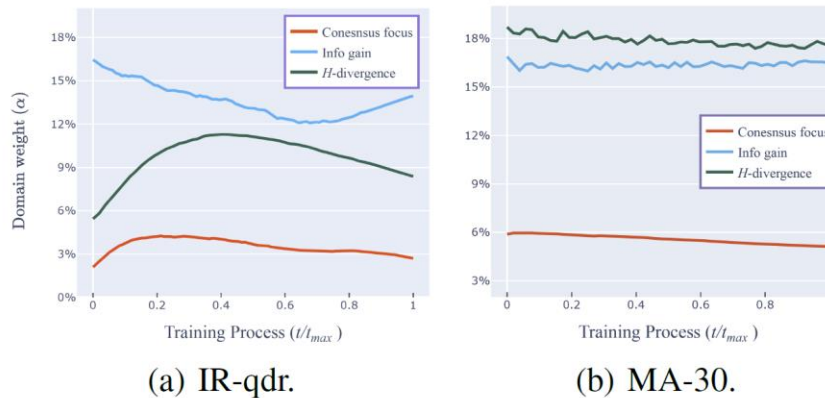 18%
15%
12%
9%
6%
3%
0%
Domain weight (α)
Conesnsus focus
Info gain
H-divergence
0
0.2
0.4
0.6
0.8
1
Training Process (t/tmax )
(a) IR-qdr.
18%
15%
12%
9%
6%
3%
Conesnsus focus
Info gain
H-divergence
0
0.2
0.4
0.6
0.8
Training Process (t/tmax )
(b) MA-30.